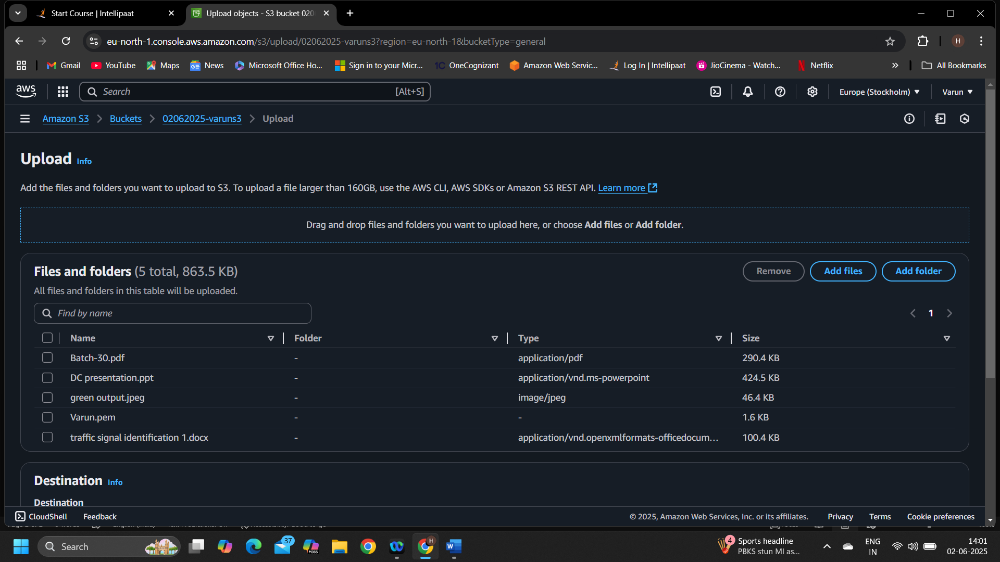 Start Course | Intellipaat
Upload objects - S3 bucket 020
eu-north-1.console.aws.amazon.com/s3/upload/02062025-varuns3?region=eu-north-1&bucketType=general
H
Gmail
YouTube
Maps
News
Microsoft Office Ho...
Sign in to your Micr...
1C OneCognizant
Amazon Web Servic...
Log In | Intellipaat
JioCinema - Watch...
Netflix
All Bookmarks
aws
Search
[Alt+S]
Europe (Stockholm)
Varun
Amazon S3
Buckets
02062025-varuns3
Upload
Upload Info
Add the files and folders you want to upload to S3. To upload a file larger than 160GB, use the AWS CLI, AWS SDKs or Amazon S3 REST API. Learn more
Drag and drop files and folders you want to upload here, or choose Add files or Add folder.
Files and folders (5 total, 863.5 KB)
Remove
Add files
Add folder
All files and folders in this table will be uploaded.
Find by name
1
Name Folder Type Size
Batch-30.pdf - application/pdf 290.4 KB
DC presentation.ppt - application/vnd.ms-powerpoint 424.5 KB
green output.jpeg - image/jpeg 46.4 KB
Varun.pem - - 1.6 KB
traffic signal identification 1.docx - application/vnd.openxmlformats-officedocum... 100.4 KB
Destination Info
Destination
CloudShell
Feedback
© 2025, Amazon Web Services, Inc. or its affiliates.
Privacy
Terms
Cookie preferences
Search
37
M365
H
4
Sports headline
PBKS stun MI as...
ENG
IN
14:01
02-06-2025